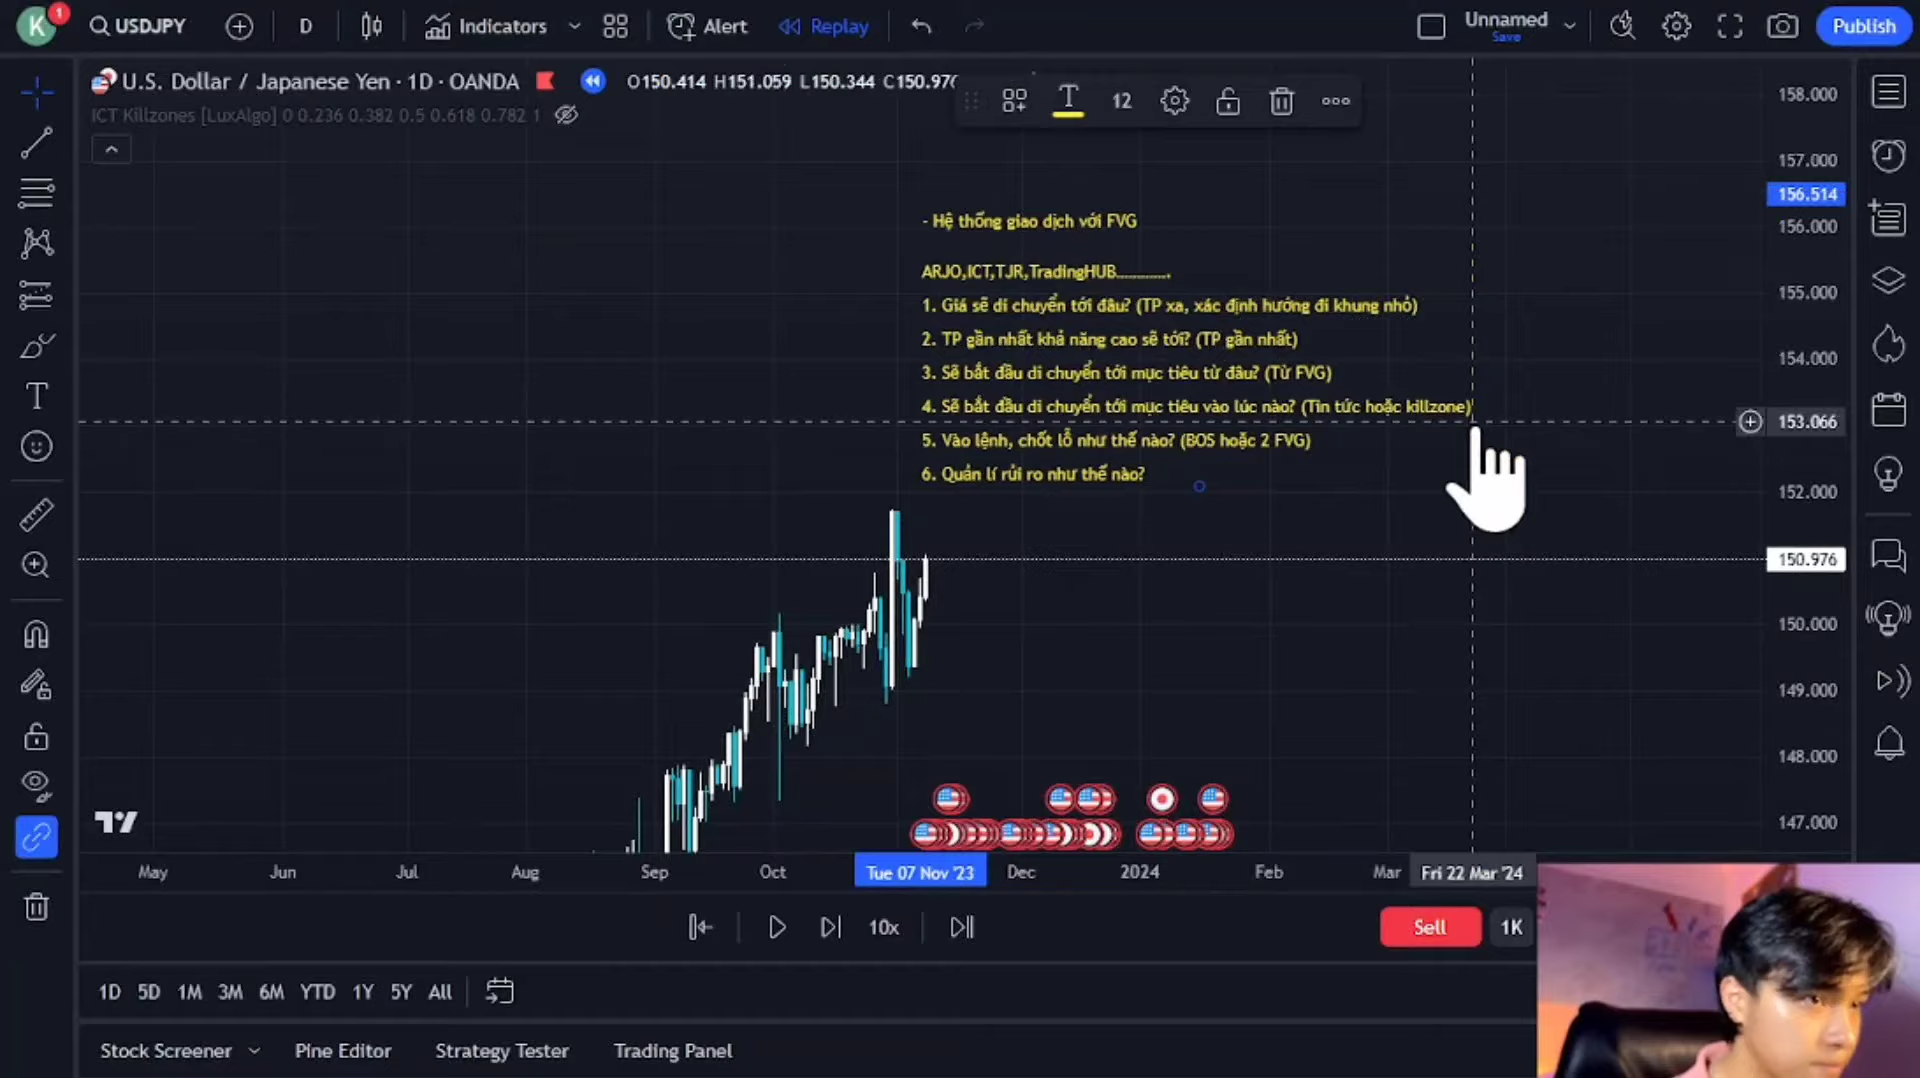 K
1
USDJPY
D
Indicators
Alert
Replay
Unnamed
Save
Publish
U.S. Dollar / Japanese Yen · 1D · OANDA
O150.414 H151.059 L150.344
ICT Killzones [LuxAlgo] 0 0.236 0.382 0.5 0.618 0.782 1
T
12
- Hệ thống giao dịch với FVG
ARJO,ICT,TJR,TradingHUB.............
1. Giá sẽ di chuyển tới đâu? (TP xa, xác định hướng đi khung nhỏ)
2. TP gần nhất khả năng cao sẽ tới? (TP gần nhất)
3. Sẽ bắt đầu di chuyển tới mục tiêu từ đâu? (Từ FVG)
4. Sẽ bắt đầu di chuyển tới mục tiêu vào lúc nào? (Tin tức hoặc killzone)
5. Vào lệnh, chốt lỗ như thế nào? (BOS hoặc 2 FVG)
6. Quản lí rủi ro như thế nào?
158.000
157.000
156.514
156.000
155.000
154.000
153.066
152.000
150.976
150.000
149.000
148.000
147.000
May
Jun
Jul
Aug
Sep
Oct
Tue 07 Nov '23
Dec
2024
Feb
Mar
Fri 22 Mar '24
10x
Sell
1K
1D 5D 1M 3M 6M YTD 1Y 5Y All
Stock Screener
Pine Editor
Strategy Tester
Trading Panel